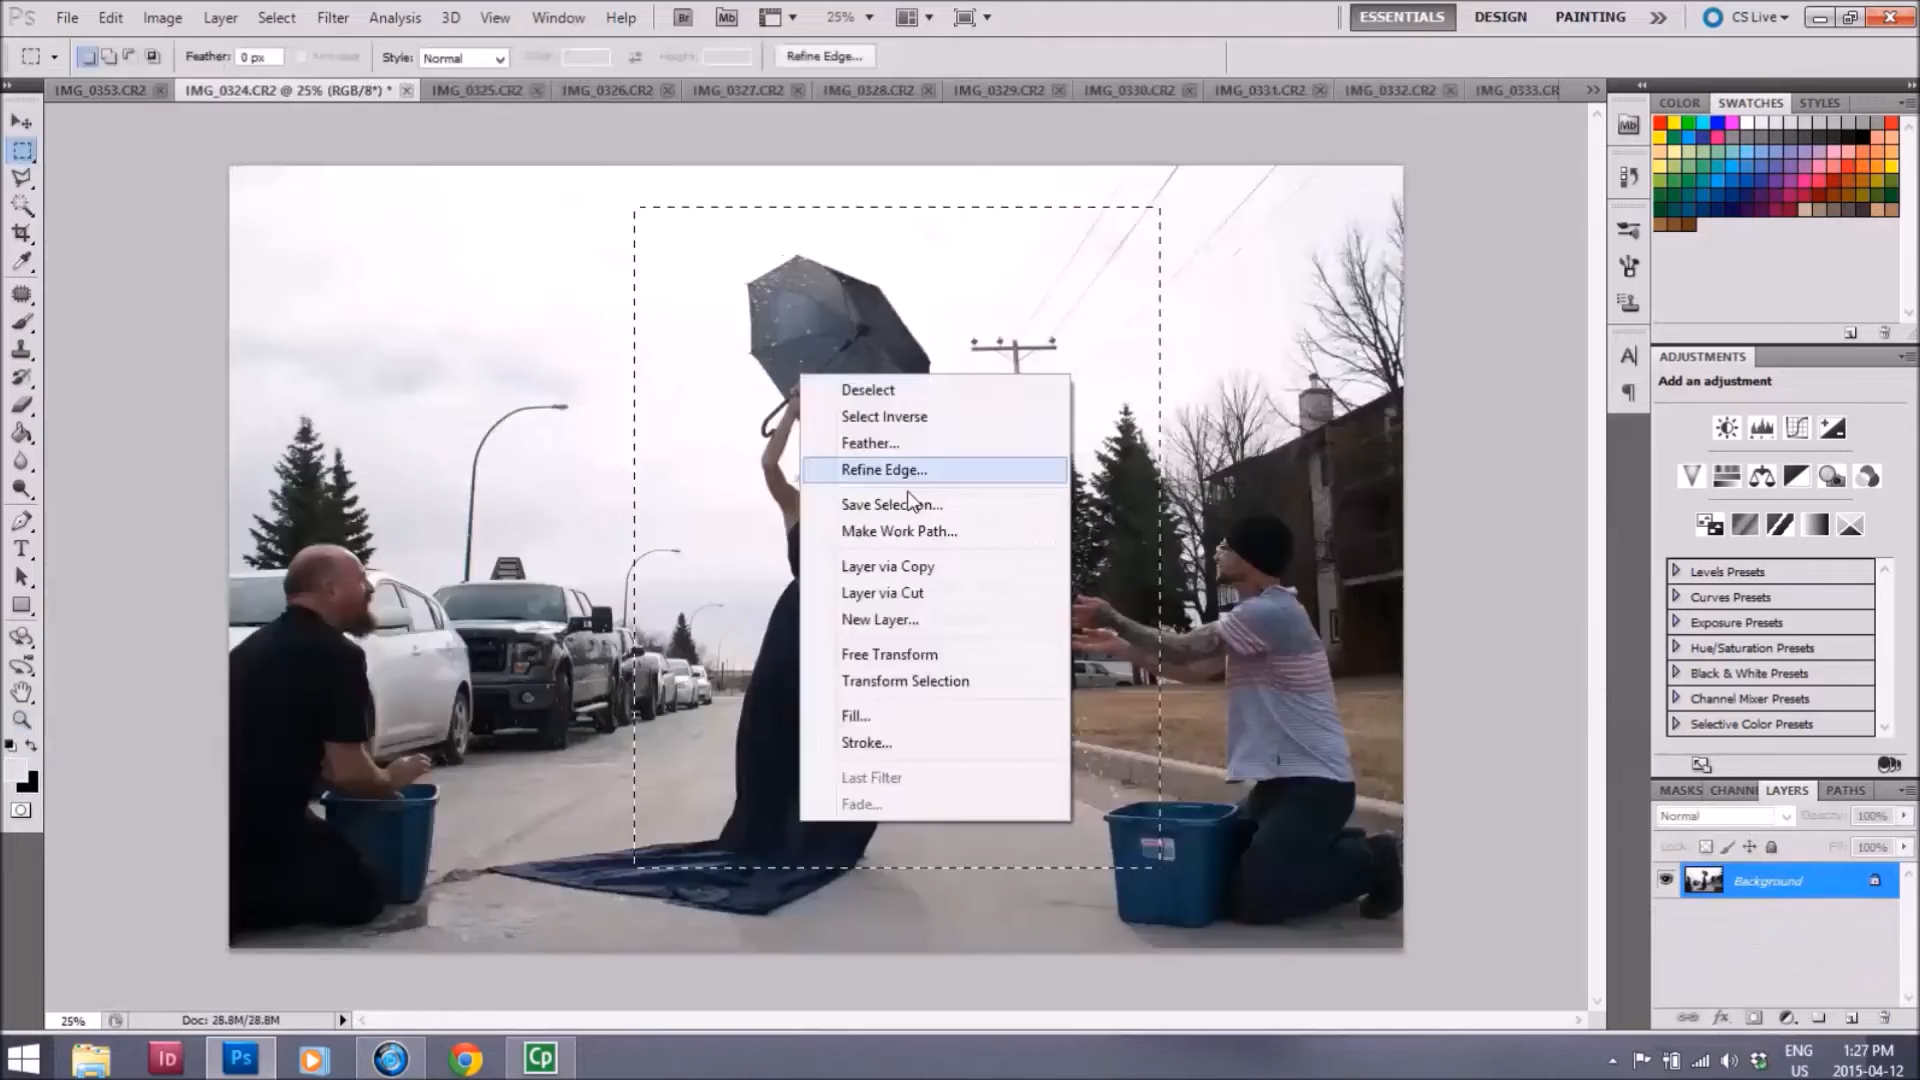 Ps File Edit Image Layer Select Filter Analysis 3D View Window Help Br Mb 25% ESSENTIALS DESIGN PAINTING CS Live
Feather: 0 px Style: Normal Refine Edge...
IMG_0353.CR2 IMG_0324.CR2 @ 25% (RGB/8*) * IMG_0325.CR2 IMG_0326.CR2 IMG_0327.CR2 IMG_0328.CR2 IMG_0329.CR2 IMG_0330.CR2 IMG_0331.CR2 IMG_0332.CR2 IMG_0333.CR
COLOR SWATCHES STYLES
Mb
Deselect
Select Inverse
Feather...
Refine Edge...
Save Selection...
Make Work Path...
Layer via Copy
Layer via Cut
New Layer...
Free Transform
Transform Selection
Fill...
Stroke...
Last Filter
Fade...
ADJUSTMENTS
Add an adjustment
Levels Presets
Curves Presets
Exposure Presets
Hue/Saturation Presets
Black & White Presets
Channel Mixer Presets
Selective Color Presets
MASKS CHANN LAYERS PATHS
Normal Opacity: 100%
Lock: Fill: 100%
Background
25% Doc: 28.8M/28.8M
Id Ps Cp ENG 1:27 PM
US 2015-04-12